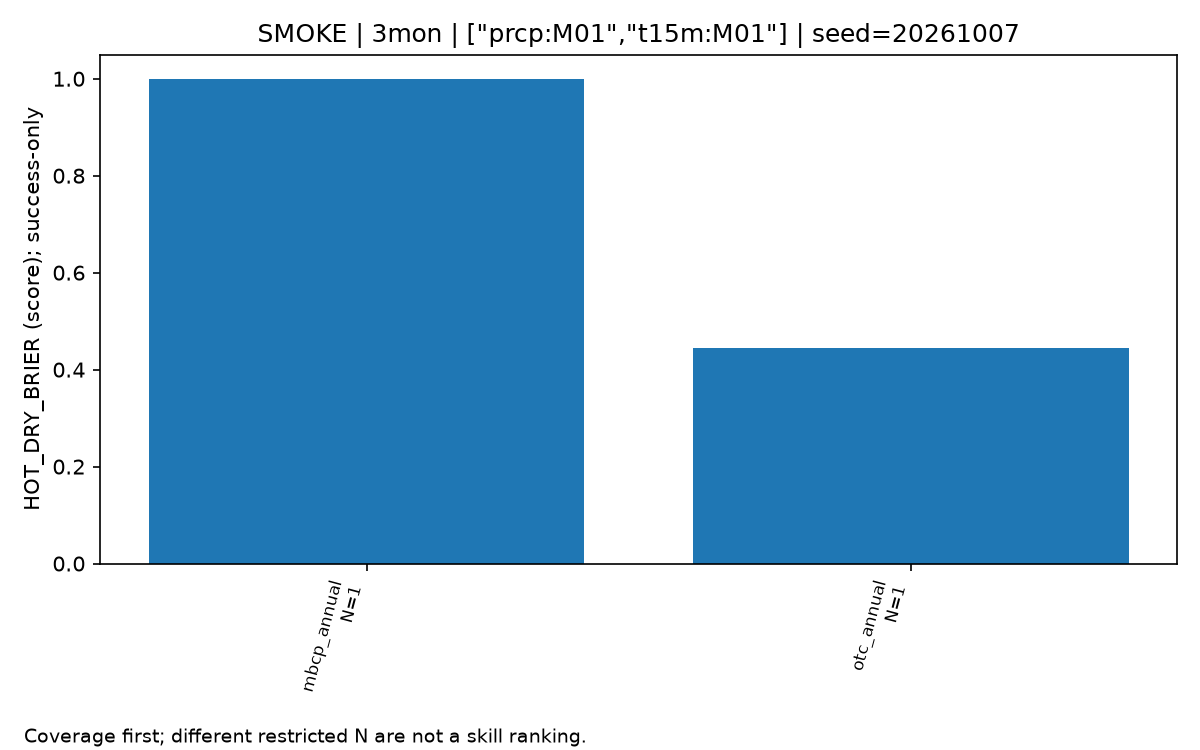 SMOKE | 3mon | ["prcp:M01","t15m:M01"] | seed=20261007
HOT_DRY_BRIER (score); success-only
1.0
0.8
0.6
0.4
0.2
0.0
mbcp_annual
N=1
otc_annual
N=1
Coverage first; different restricted N are not a skill ranking.